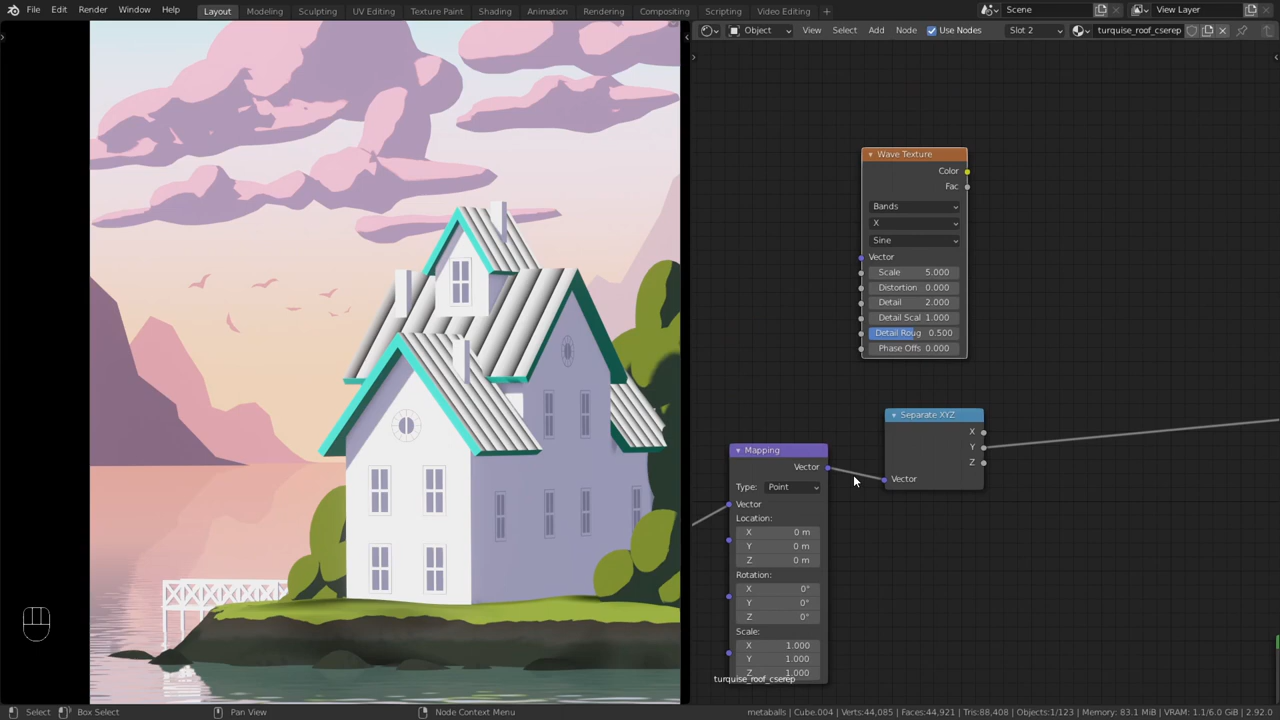 File Edit Render Window Help Layout Modeling Sculpting UV Editing Texture Paint Shading Animation Rendering Compositing Scripting Video Editing + Scene View Layer
Object View Select Add Node Use Nodes Slot 2 turquise_roof_cserep
Wave Texture
Color
Fac
Bands
X
Sine
Vector
Scale 5.000
Distortion 0.000
Detail 2.000
Detail Scal 1.000
Detail Roug 0.500
Phase Offs 0.000
Separate XYZ
X
Y
Z
Vector
Mapping
Vector
Type: Point
Vector
Location:
X 0 m
Y 0 m
Z 0 m
Rotation:
X 0°
Y 0°
Z 0°
Scale:
X 1.000
Y 1.000
Z 1.000
turquise_roof_cserep
Select Box Select Pan View Node Context Menu metaballs | Cube.004 | Verts:44,085 | Faces:44,921 | Tris:88,408 | Objects:1/123 | Memory: 83.1 MiB | VRAM: 1.1/6.0 GiB | 2.92.0